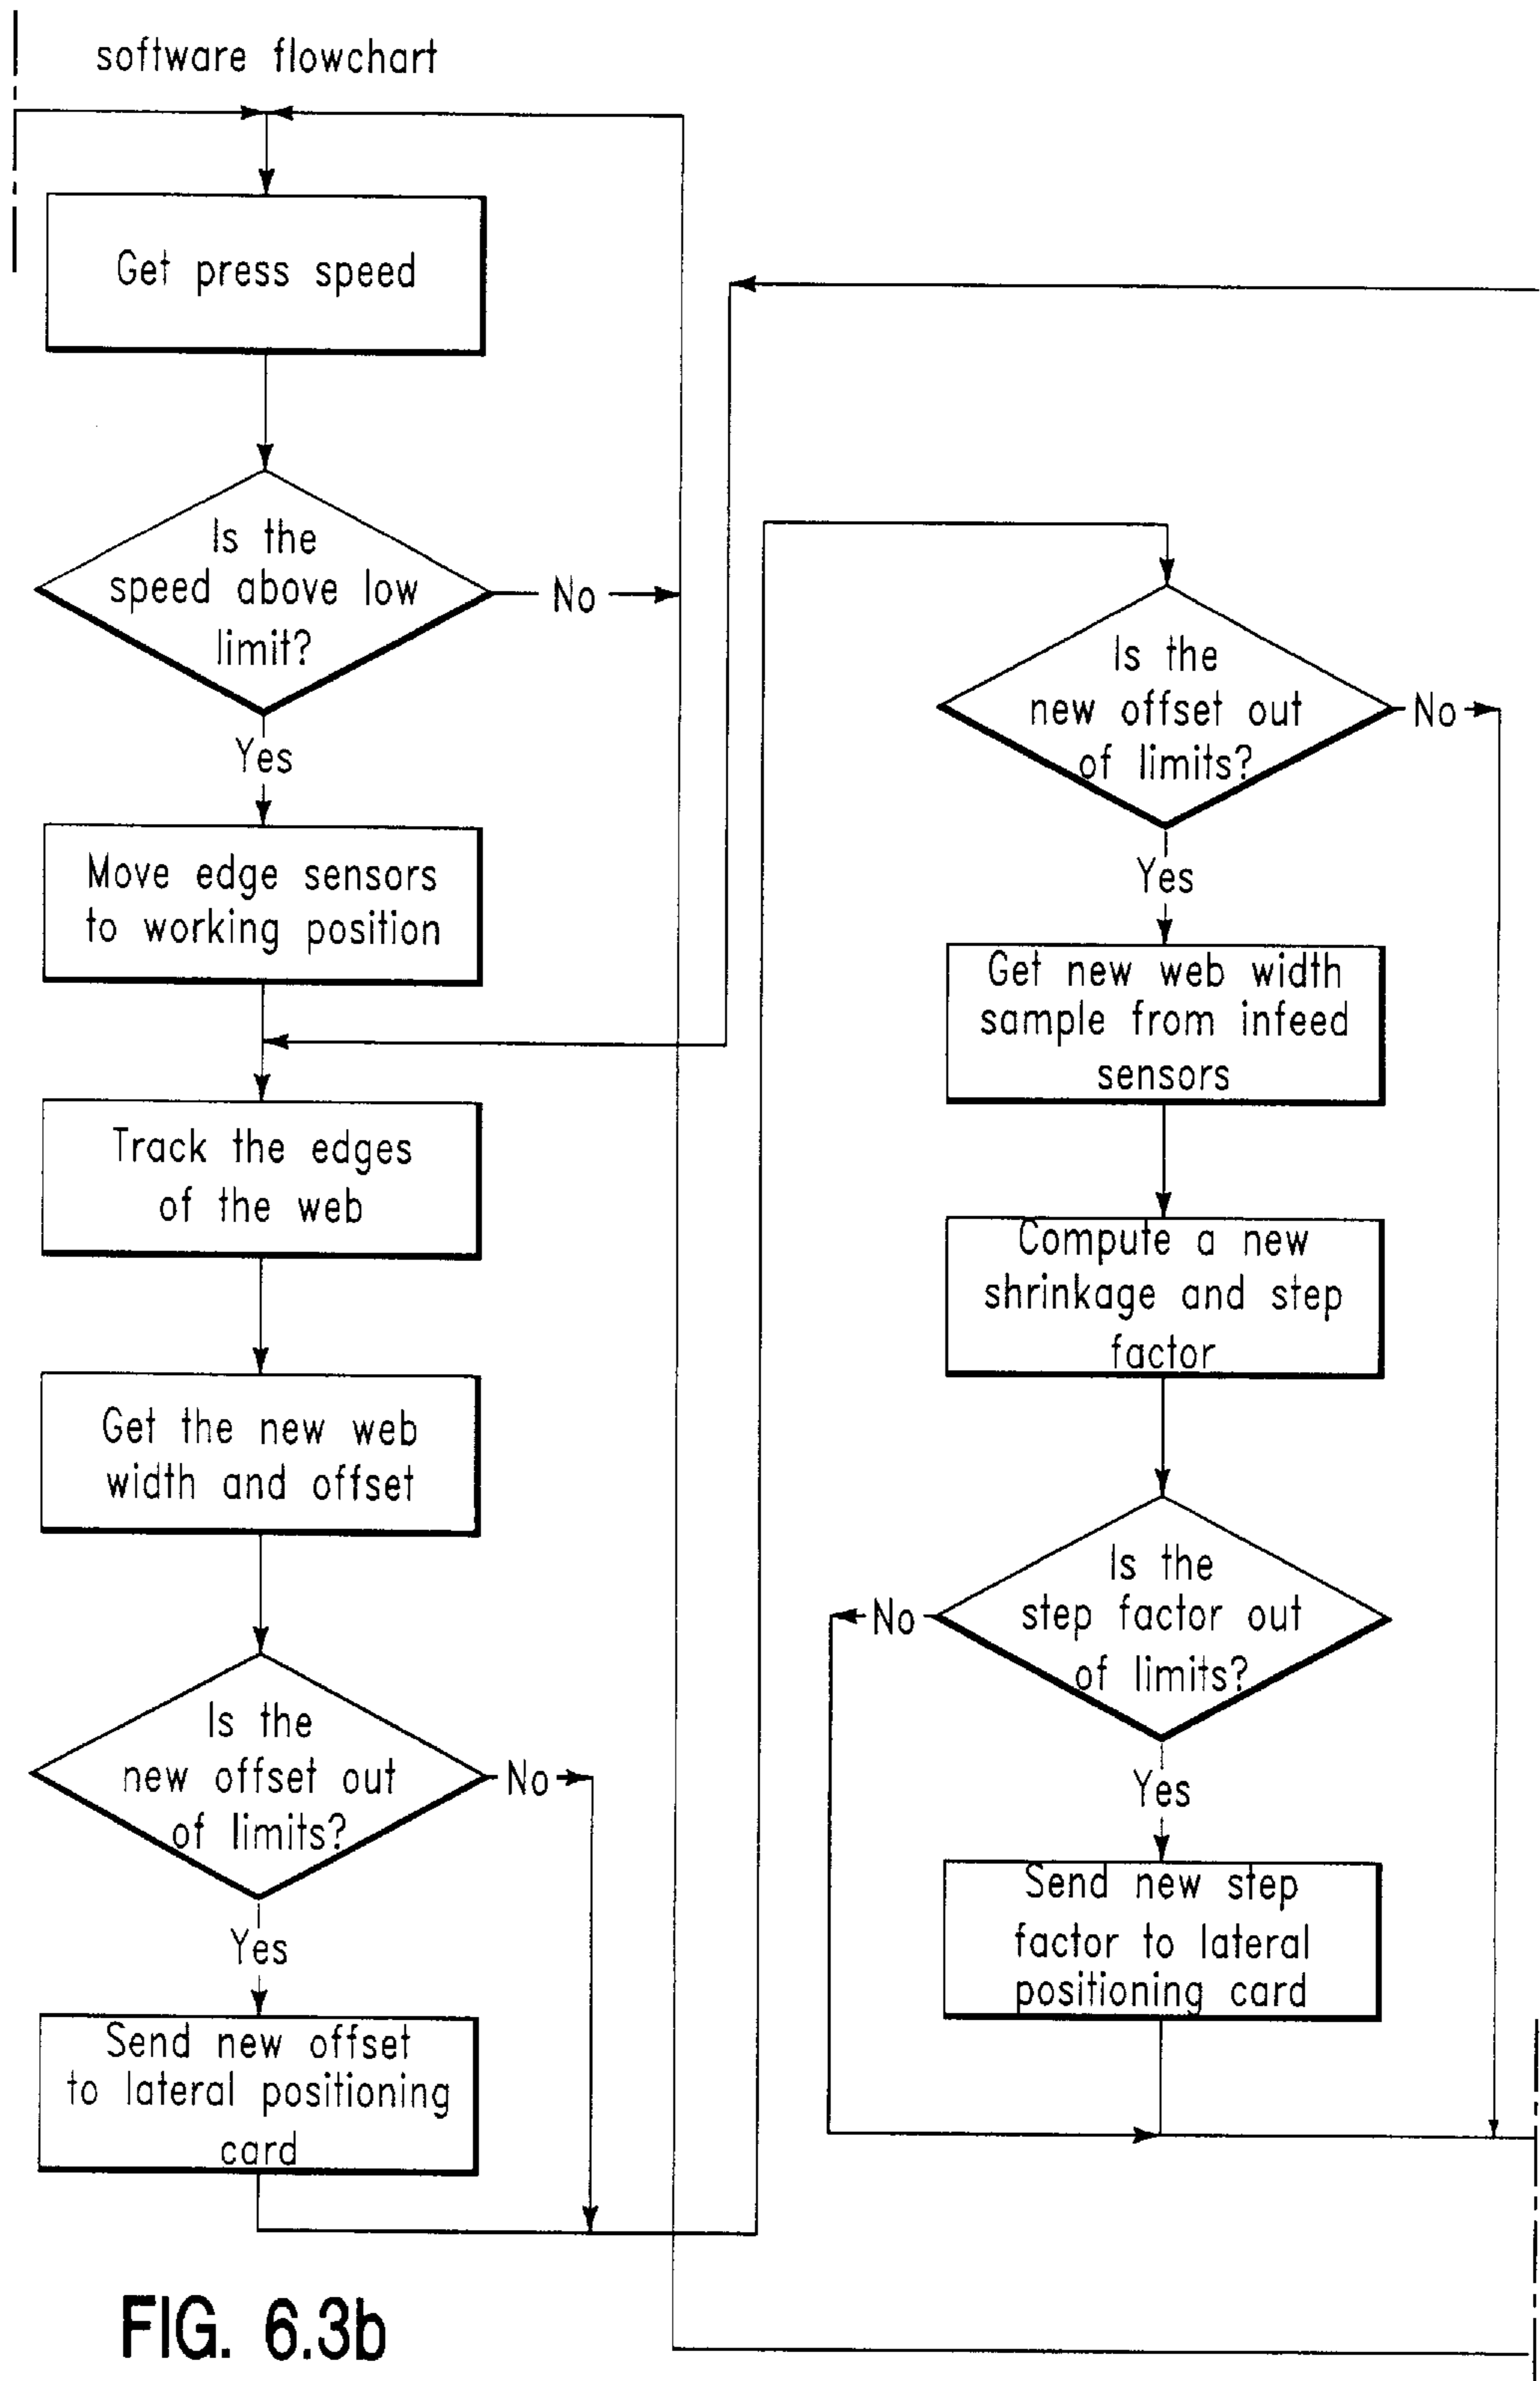 software flowchart
Get press speed
Is the
speed above low
limit?
No
Yes
Move edge sensors
to working position
Track the edges
of the web
Get the new web
width and offset
Is the
new offset out
of limits?
No
Yes
Send new offset
to lateral positioning
card
Is the
new offset out
of limits?
No
Yes
Get new web width
sample from infeed
sensors
Compute a new
shrinkage and step
factor
Is the
step factor out
of limits?
No
Yes
Send new step
factor to lateral
positioning card
FIG. 6.3b